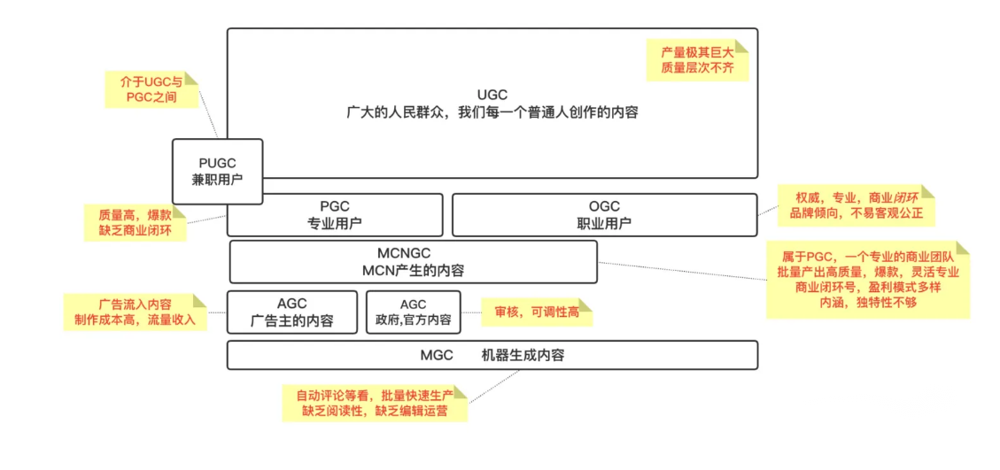 产量极其巨大
质量层次不齐
UGC
广大的人民群众，我们每一个普通人创作的内容
介于UGC与
PGC之间
PUGC
兼职用户
质量高，爆款
缺乏商业闭环
PGC
专业用户
OGC
职业用户
权威，专业，商业闭环
品牌倾向，不易客观公正
MCNGC
MCN产生的内容
属于PGC，一个专业的商业团队
批量产出高质量，爆款，灵活专业
商业闭环号，盈利模式多样
内涵，独特性不够
广告流入内容
制作成本高，流量收入
AGC
广告主的内容
AGC
政府,官方内容
审核，可调性高
MGC 机器生成内容
自动评论等看，批量快速生产
缺乏阅读性，缺乏编辑运营